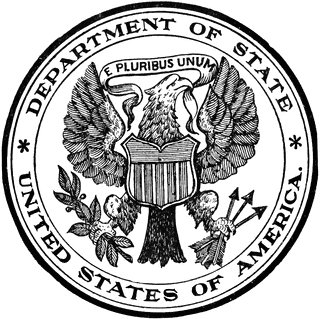 DEPARTMENT OF STATE
E PLURIBUS UNUM
* UNITED STATES OF AMERICA. *